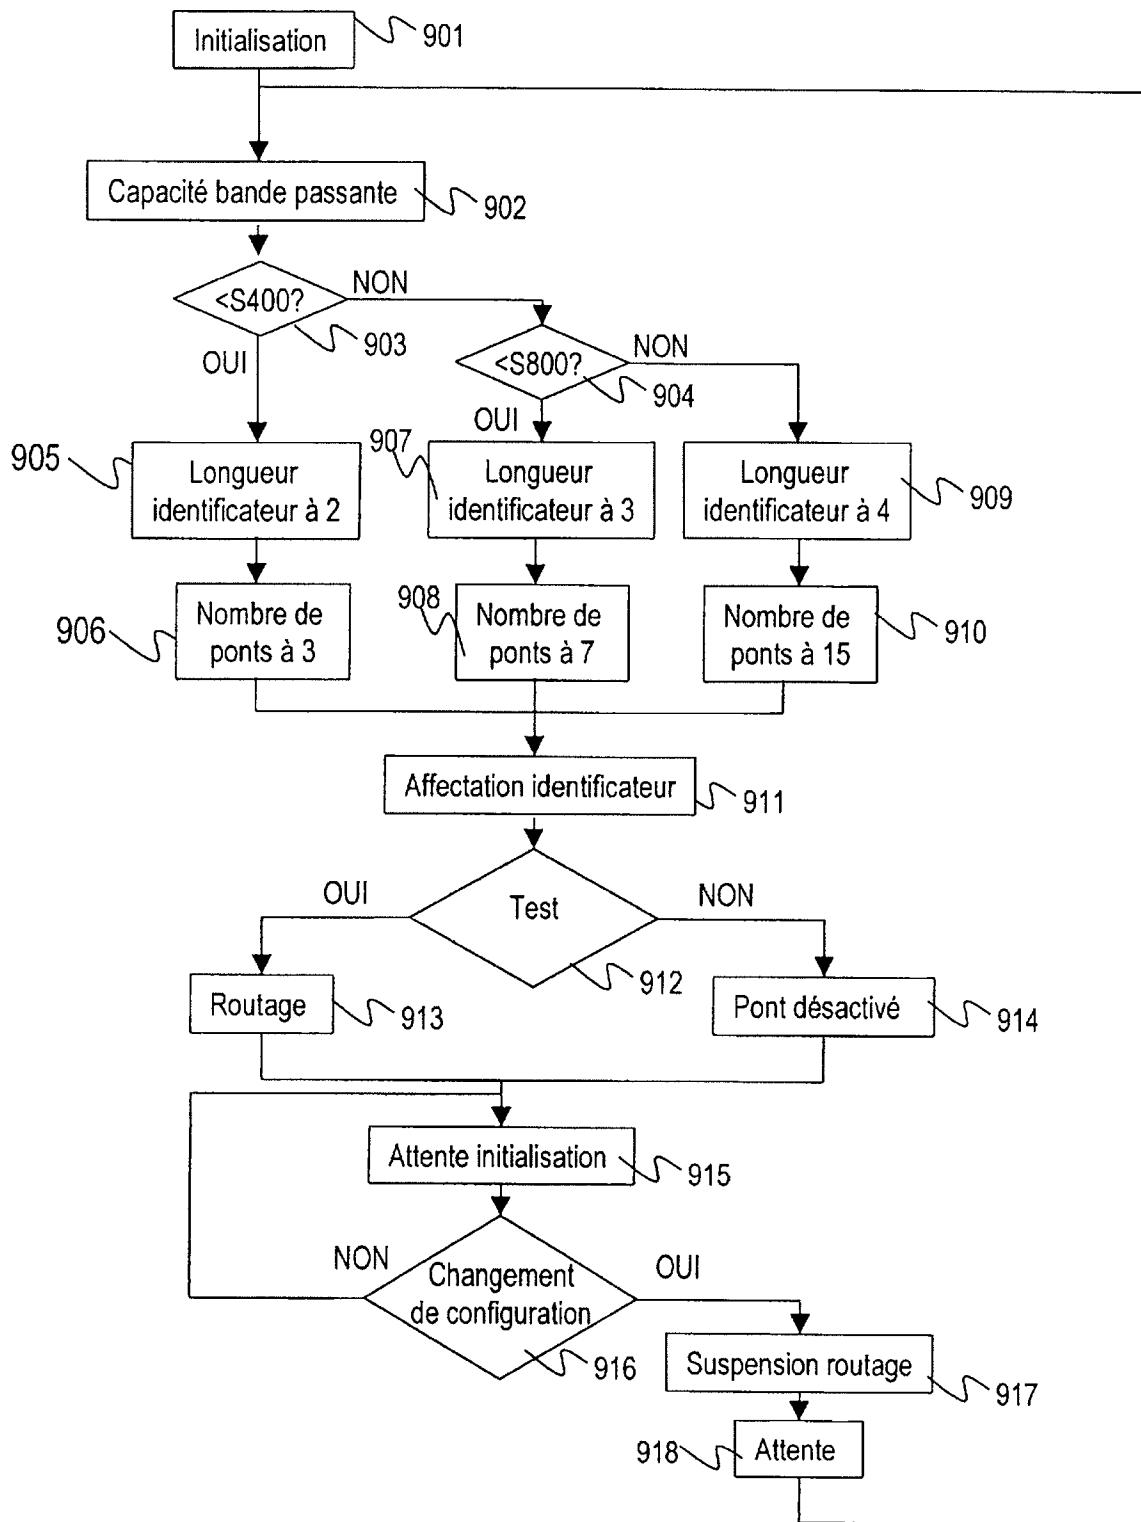 Initialisation
901
Capacité bande passante
902
<S400?
NON
903
OUI
<S800?
NON
904
OUI
905
Longueur
identificateur à 2
907
Longueur
identificateur à 3
Longueur
identificateur à 4
909
906
Nombre de
ponts à 3
908
Nombre de
ponts à 7
Nombre de
ponts à 15
910
Affectation identificateur
911
OUI
Test
NON
912
Routage
913
Pont désactivé
914
Attente initialisation
915
NON
Changement
de configuration
OUI
916
Suspension routage
917
918
Attente